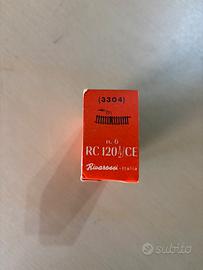 (3304)
n. 6
RC 120½/CE
Rivarossi - Italia
subito